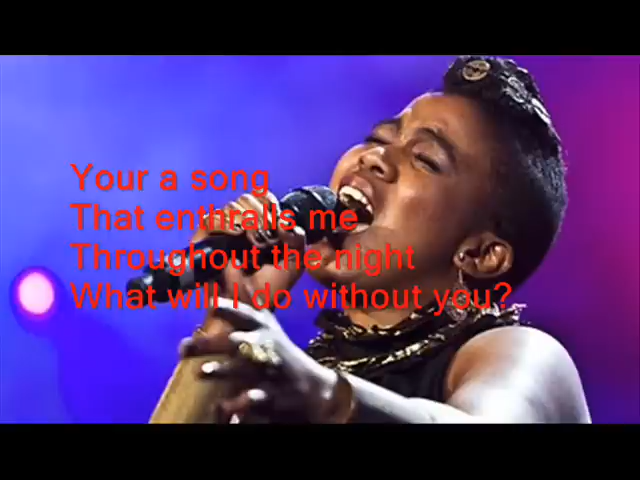 Your a song
That enthralls me
Throughout the night
What will I do without you?